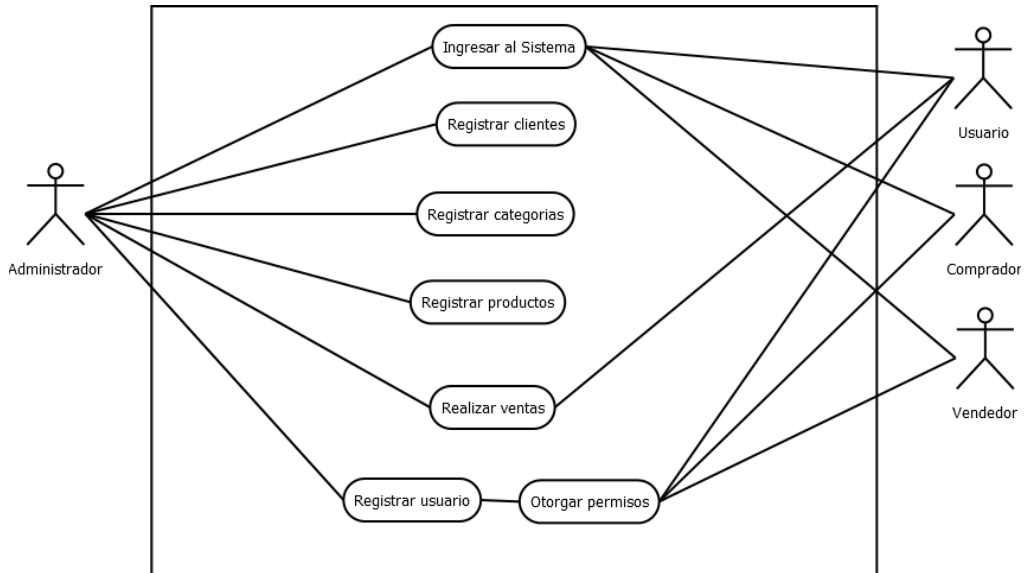 Ingresar al Sistema
Registrar clientes
Usuario
Registrar categorias
Administrador
Comprador
Registrar productos
Realizar ventas
Vendedor
Registrar usuario
Otorgar permisos